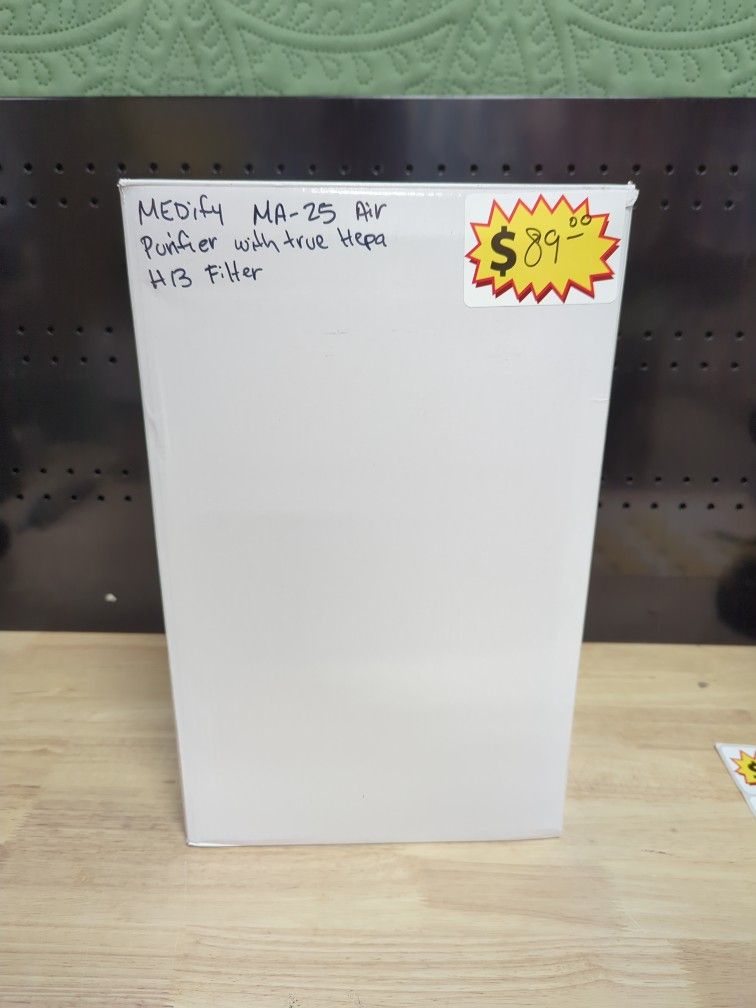 MEDify MA-25 Air
Purifier with true Hepa
H13 Filter
$89.00